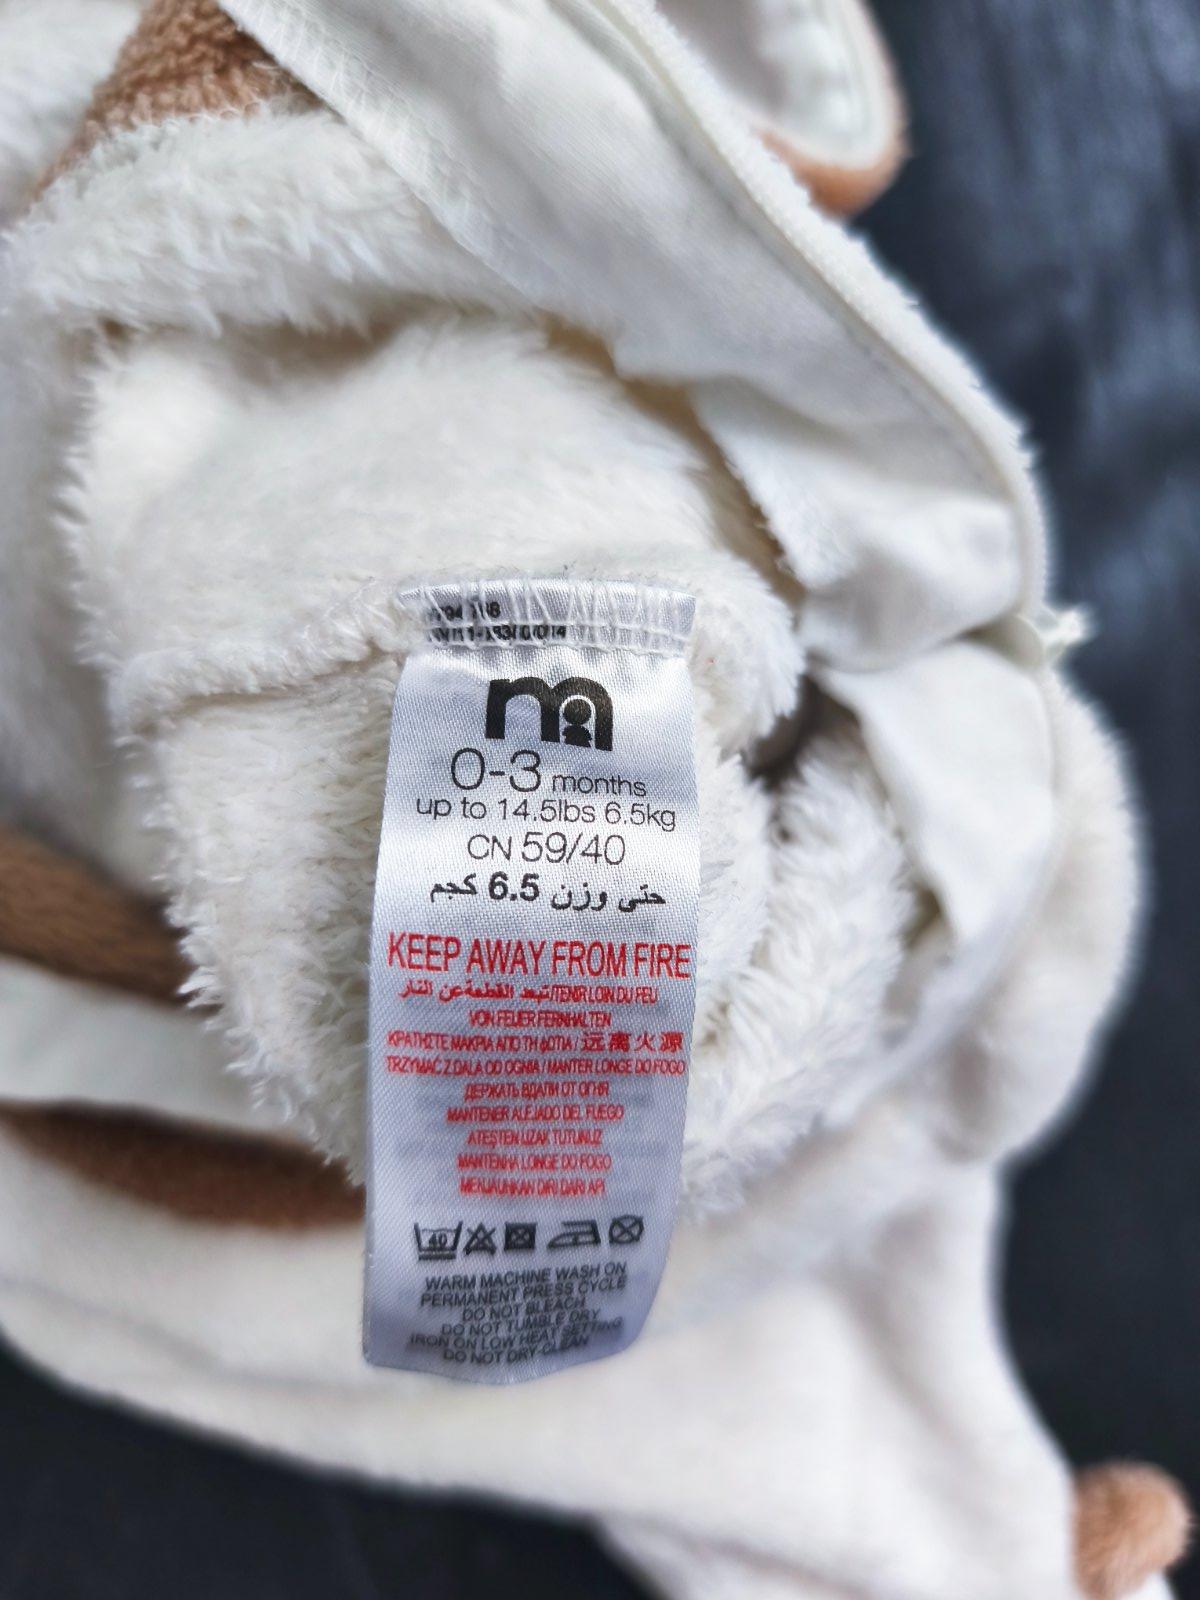 0-3 months
up to 14.5lbs 6.5kg
CN 59/40
حتى وزن 6.5 كجم
KEEP AWAY FROM FIRE
تبعد القطعة عن النار/TENIR LOIN DU FEU
VON FEUER FERNHALTEN
ΚΡΑΤΗΣΤΕ ΜΑΚΡΙΑ ΑΠΟ ΤΗ ΦΩΤΙΑ / 远离火源
TRZYMAĆ Z DALA OD OGNIA / MANTER LONGE DO FOGO
ДЕРЖАТЬ ВДАЛИ ОТ ОГНЯ
MANTENER ALEJADO DEL FUEGO
ATEŞTEN UZAK TUTUNUZ
MANTENHA LONGE DO FOGO
MENJAUHKAN DIRI DARI API
40
WARM MACHINE WASH ON
PERMANENT PRESS CYCLE
DO NOT BLEACH
DO NOT TUMBLE DRY
IRON ON LOW HEAT SETTING
DO NOT DRY-CLEAN